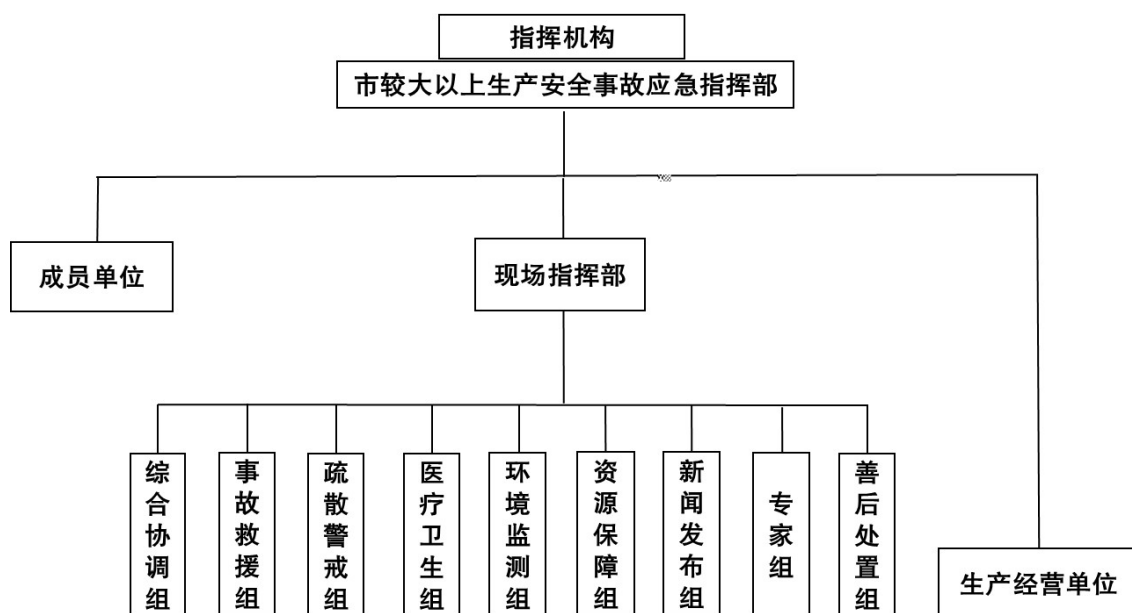 指挥机构
市较大以上生产安全事故应急指挥部
成员单位
现场指挥部
综合协调组
事故救援组
疏散警戒组
医疗卫生组
环境监测组
资源保障组
新闻发布组
专家组
善后处置组
生产经营单位